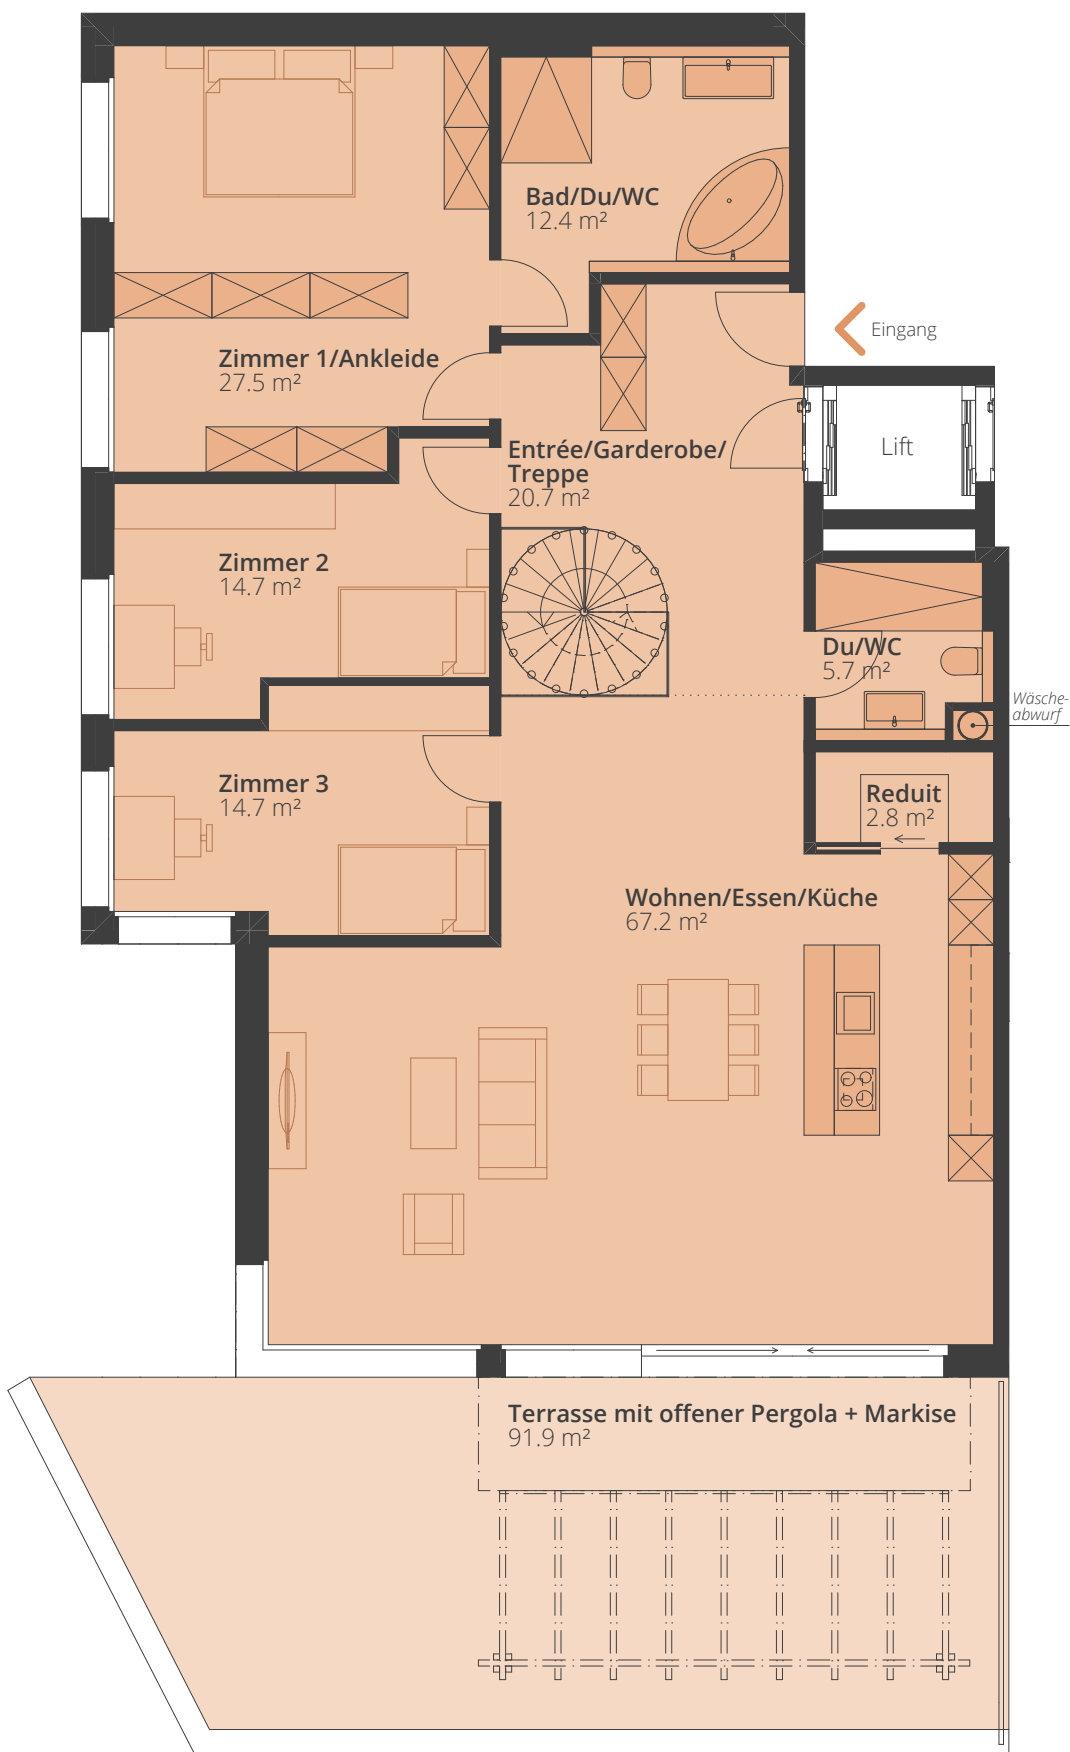 Bad/Du/WC
12.4 m²
Eingang
Zimmer 1/Ankleide
27.5 m²
Lift
Entrée/Garderobe/
Treppe
20.7 m²
Zimmer 2
14.7 m²
Du/WC
5.7 m²
Wäsche-
abwurf
Zimmer 3
14.7 m²
Reduit
2.8 m²
Wohnen/Essen/Küche
67.2 m²
Terrasse mit offener Pergola + Markise
91.9 m²